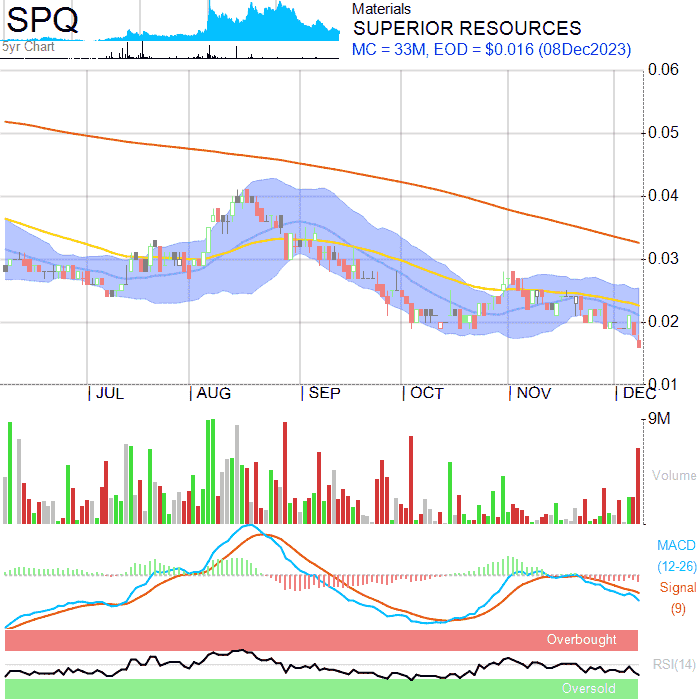 SPQ
5yr Chart
Materials
SUPERIOR RESOURCES
MC = 33M, EOD = $0.016 (08Dec2023)
0.06
0.05
0.04
0.03
0.02
0.01
JUL AUG SEP OCT NOV DEC
9M
Volume
MACD
(12-26)
Signal
(9)
Overbought
RSI(14)
Oversold